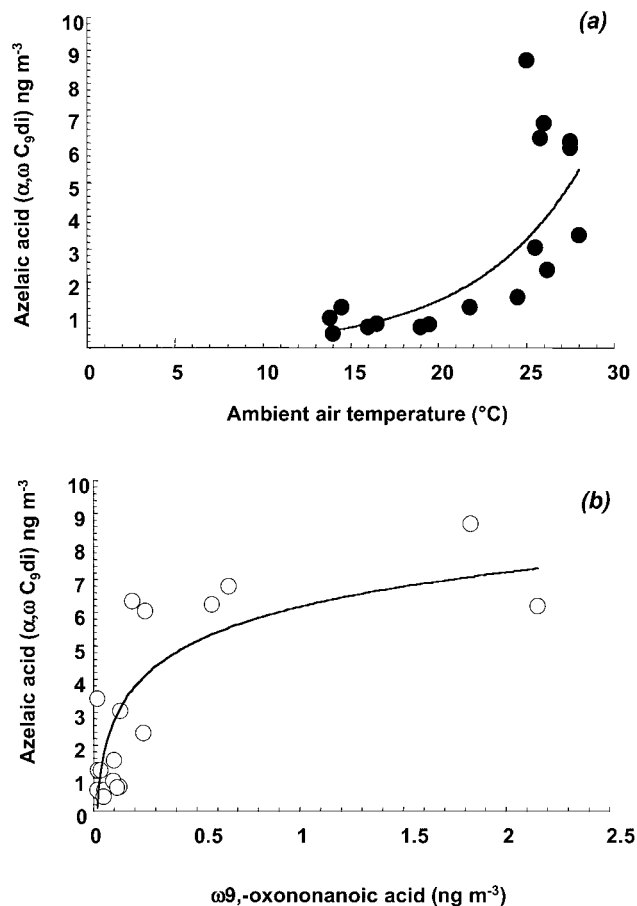 (a)
Azelaic acid (α,ω C₉di) ng m⁻³
10
9
8
7
6
5
4
3
2
1
0 5 10 15 20 25 30
Ambient air temperature (°C)
(b)
Azelaic acid (α,ω C₉di) ng m⁻³
10
9
8
7
6
5
4
3
2
1
0
0 0.5 1 1.5 2 2.5
ω9,-oxononanoic acid (ng m⁻³)